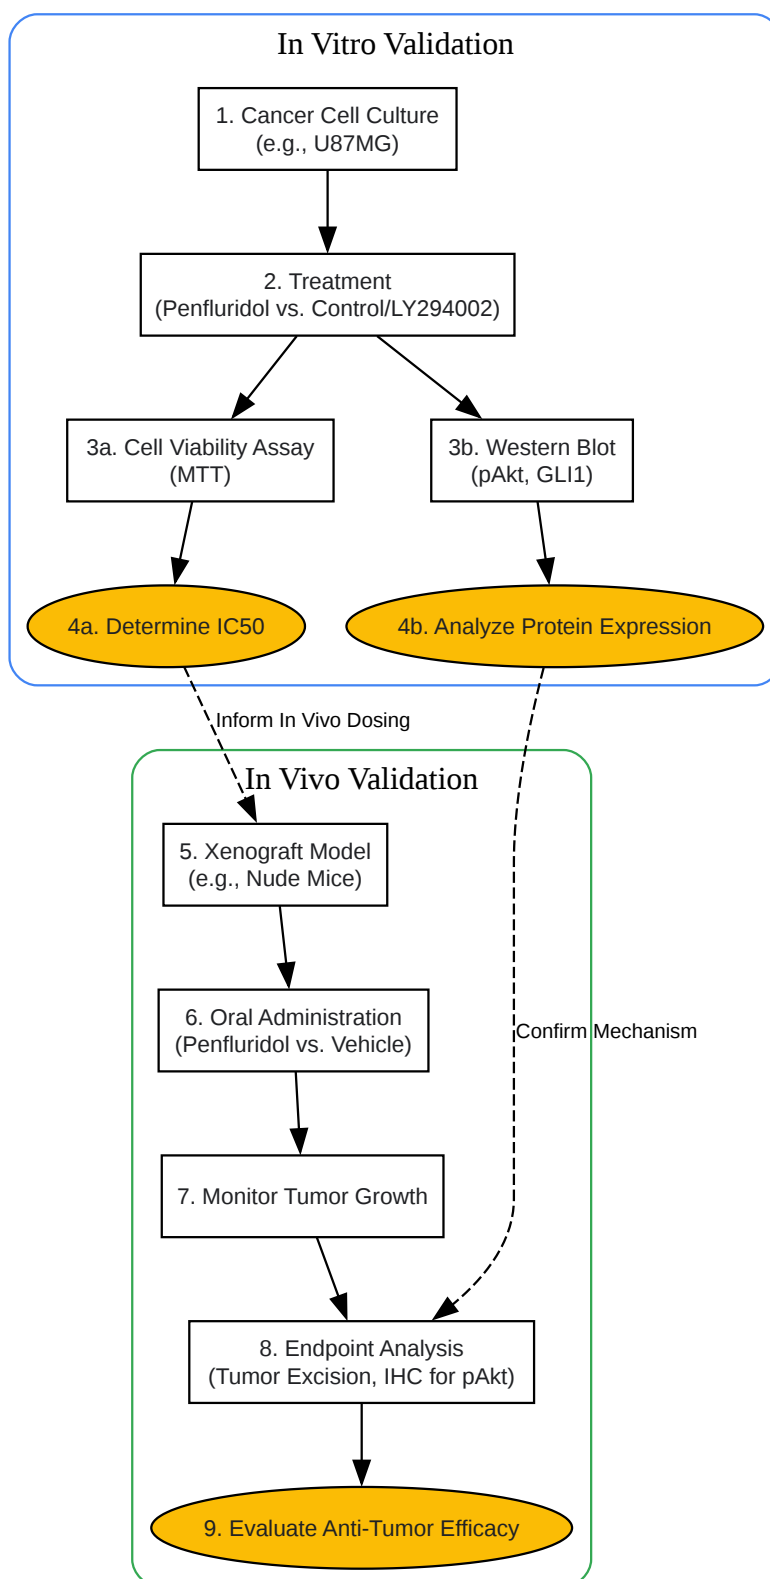 In Vitro Validation
1. Cancer Cell Culture
(e.g., U87MG)
2. Treatment
(Penfluridol vs. Control/LY294002)
3a. Cell Viability Assay
(MTT)
3b. Western Blot
(pAkt, GLI1)
4a. Determine IC50
4b. Analyze Protein Expression
Inform In Vivo Dosing
In Vivo Validation
5. Xenograft Model
(e.g., Nude Mice)
6. Oral Administration
(Penfluridol vs. Vehicle)
Confirm Mechanism
7. Monitor Tumor Growth
8. Endpoint Analysis
(Tumor Excision, IHC for pAkt)
9. Evaluate Anti-Tumor Efficacy